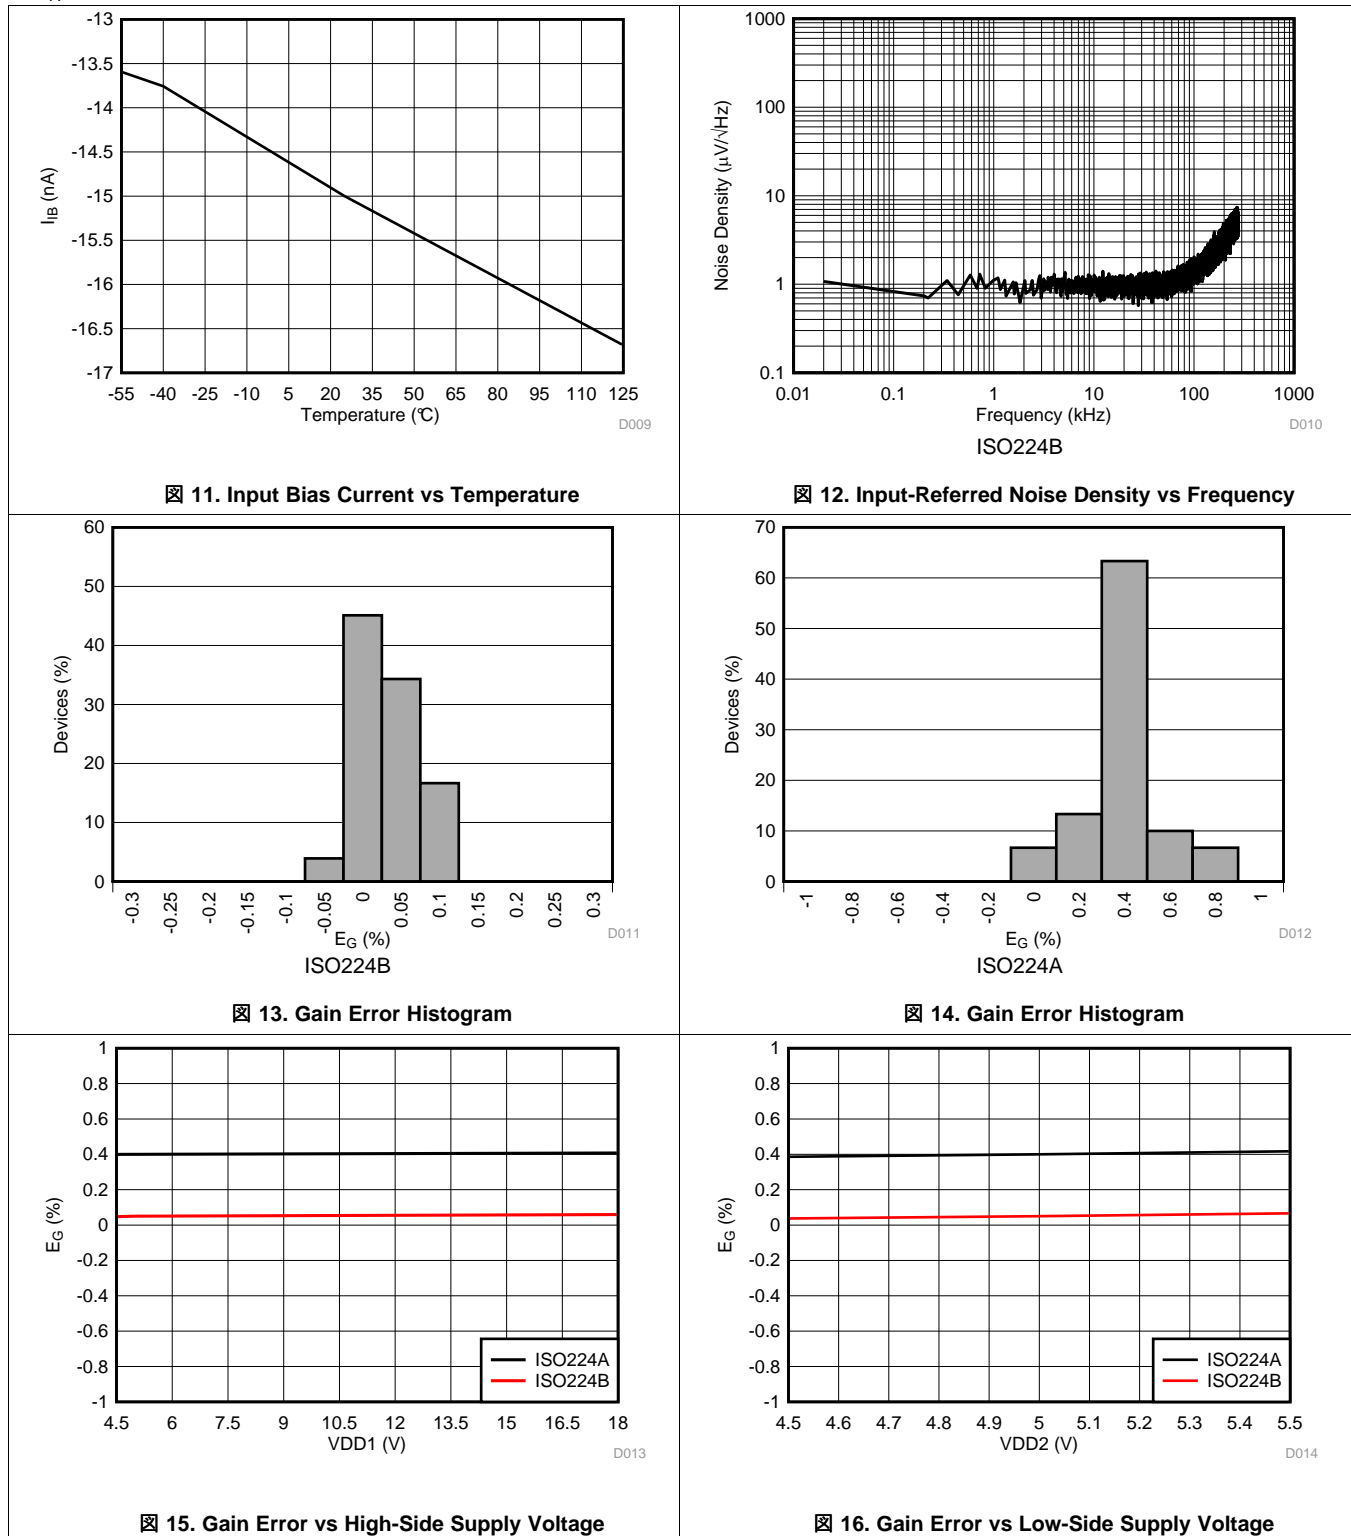 -13
-13.5
-14
-14.5
-15
-15.5
-16
-16.5
-17
I_IB (nA)
-55 -40 -25 -10 5 20 35 50 65 80 95 110 125
Temperature (°C)
D009
図 11. Input Bias Current vs Temperature
1000
100
10
1
0.1
Noise Density (μV/√Hz)
0.01 0.1 1 10 100 1000
Frequency (kHz)
D010
ISO224B
図 12. Input-Referred Noise Density vs Frequency
60
50
40
30
20
10
0
Devices (%)
-0.3 -0.25 -0.2 -0.15 -0.1 -0.05 0 0.05 0.1 0.15 0.2 0.25 0.3
E_G (%)
D011
ISO224B
図 13. Gain Error Histogram
70
60
50
40
30
20
10
0
Devices (%)
-1 -0.8 -0.6 -0.4 -0.2 0 0.2 0.4 0.6 0.8 1
E_G (%)
D012
ISO224A
図 14. Gain Error Histogram
1
0.8
0.6
0.4
0.2
0
-0.2
-0.4
-0.6
-0.8
-1
E_G (%)
ISO224A
ISO224B
4.5 6 7.5 9 10.5 12 13.5 15 16.5 18
VDD1 (V)
D013
図 15. Gain Error vs High-Side Supply Voltage
1
0.8
0.6
0.4
0.2
0
-0.2
-0.4
-0.6
-0.8
-1
E_G (%)
ISO224A
ISO224B
4.5 4.6 4.7 4.8 4.9 5 5.1 5.2 5.3 5.4 5.5
VDD2 (V)
D014
図 16. Gain Error vs Low-Side Supply Voltage